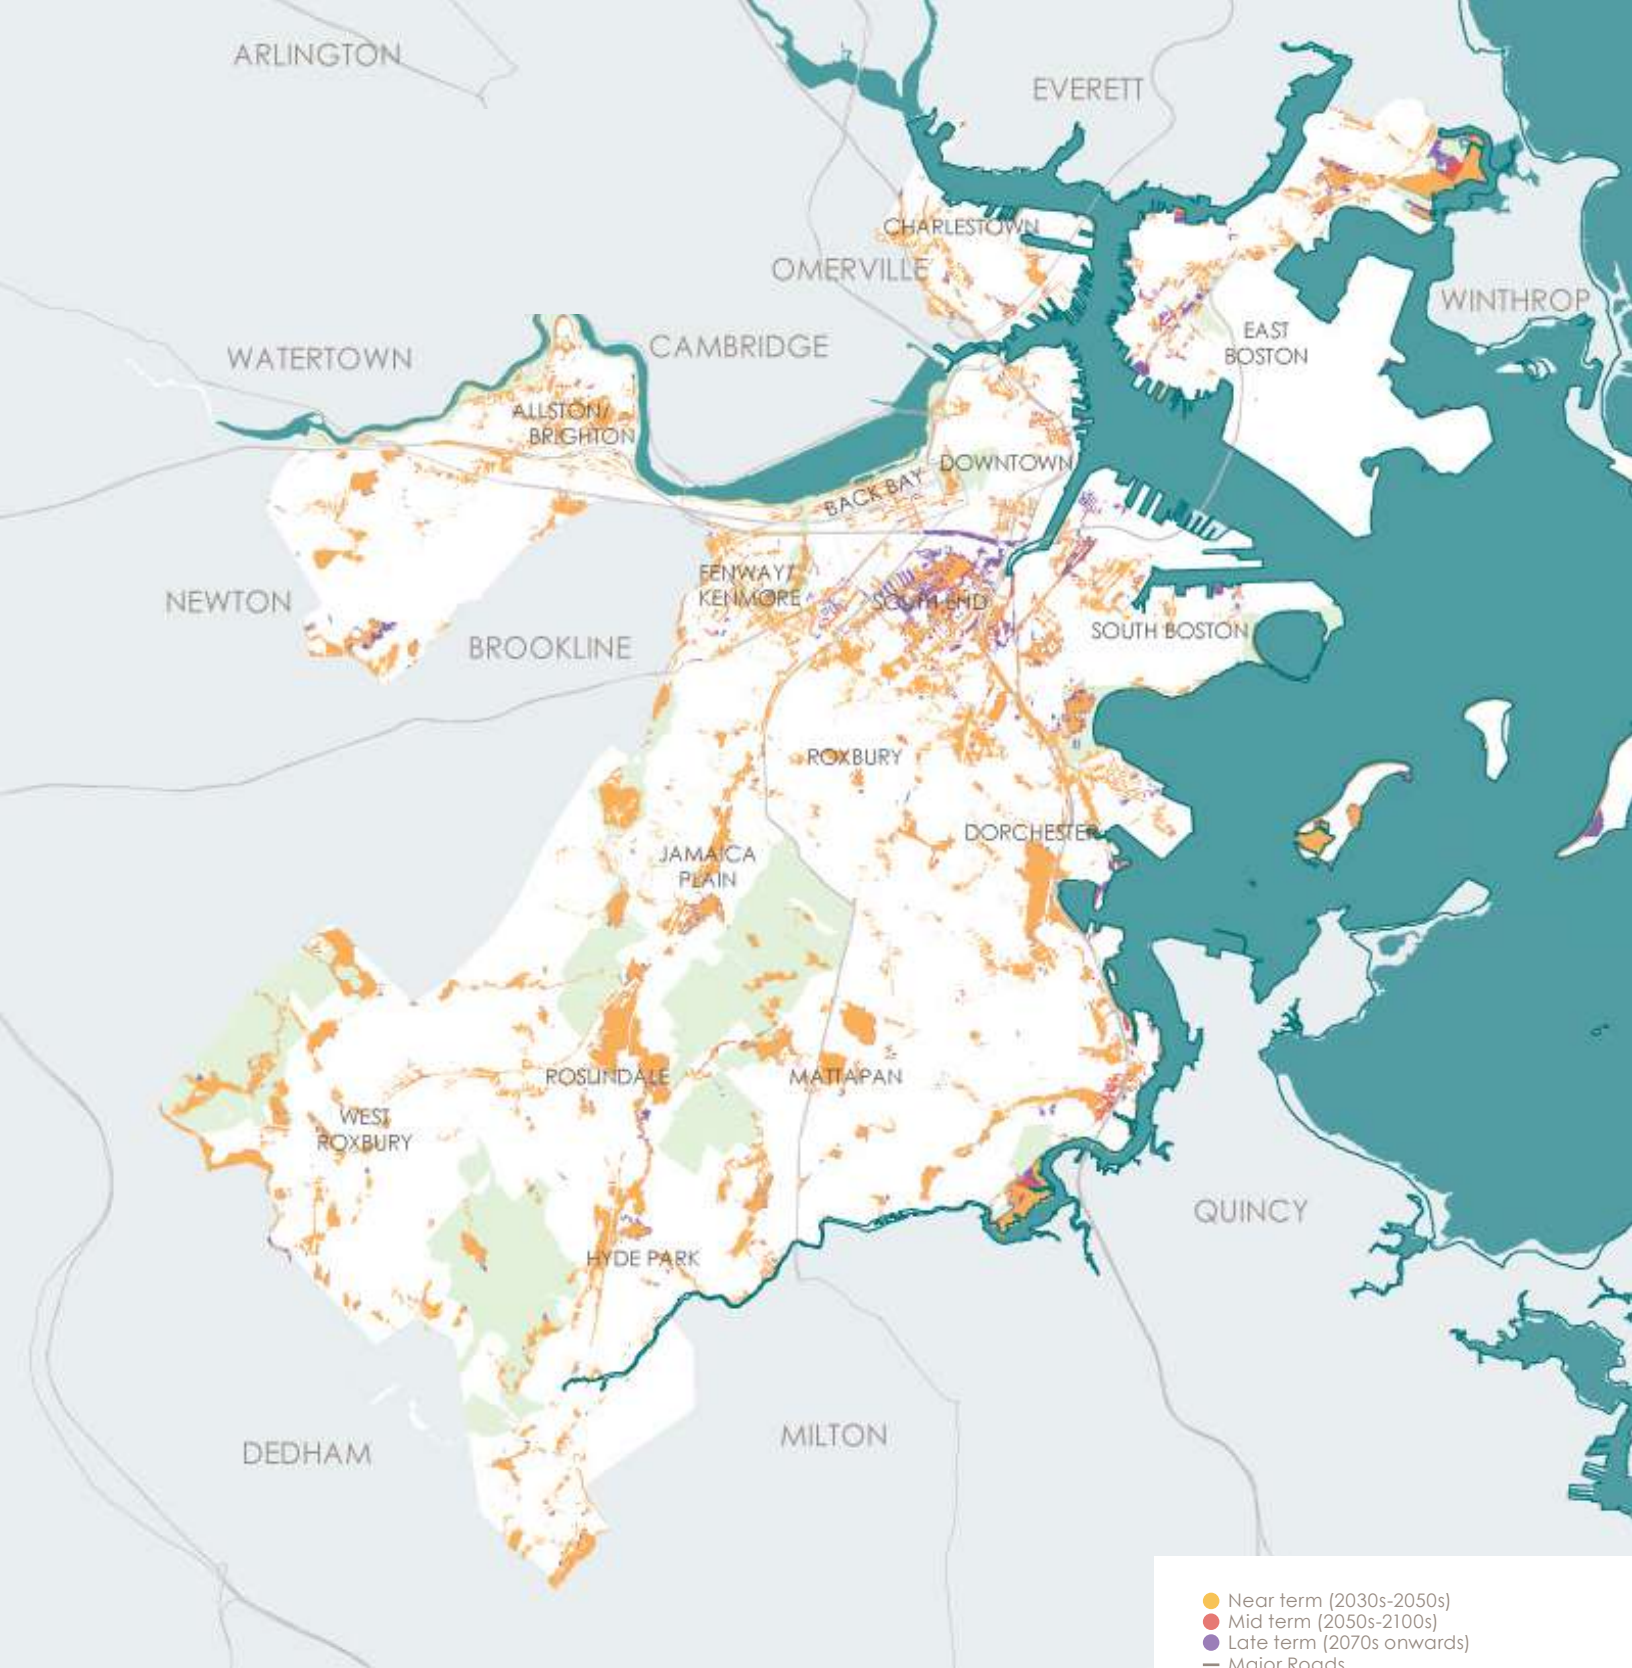 ARLINGTON
EVERETT
CHARLESTOWN
OMERVILLE
WINTHROP
EAST
BOSTON
WATERTOWN
CAMBRIDGE
ALLSTON/
BRIGHTON
DOWNTOWN
BACK BAY
FENWAY/
KENMORE
SOUTH END
NEWTON
BROOKLINE
SOUTH BOSTON
ROXBURY
DORCHESTER
JAMAICA
PLAIN
ROSLINDALE
MATTAPAN
WEST
ROXBURY
QUINCY
HYDE PARK
MILTON
DEDHAM
Near term (2030s-2050s)
Mid term (2050s-2100s)
Late term (2070s onwards)
Major Roads